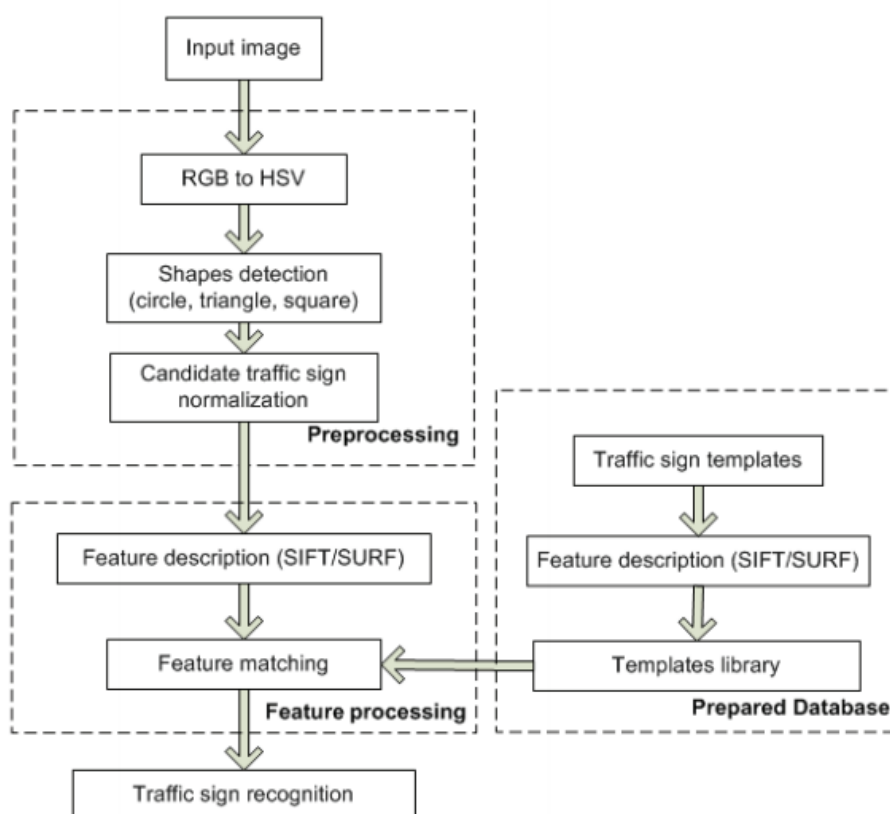 Input image
RGB to HSV
Shapes detection
(circle, triangle, square)
Candidate traffic sign
normalization
Preprocessing
Traffic sign templates
Feature description (SIFT/SURF)
Feature description (SIFT/SURF)
Feature matching
Templates library
Feature processing
Prepared Database
Traffic sign recognition